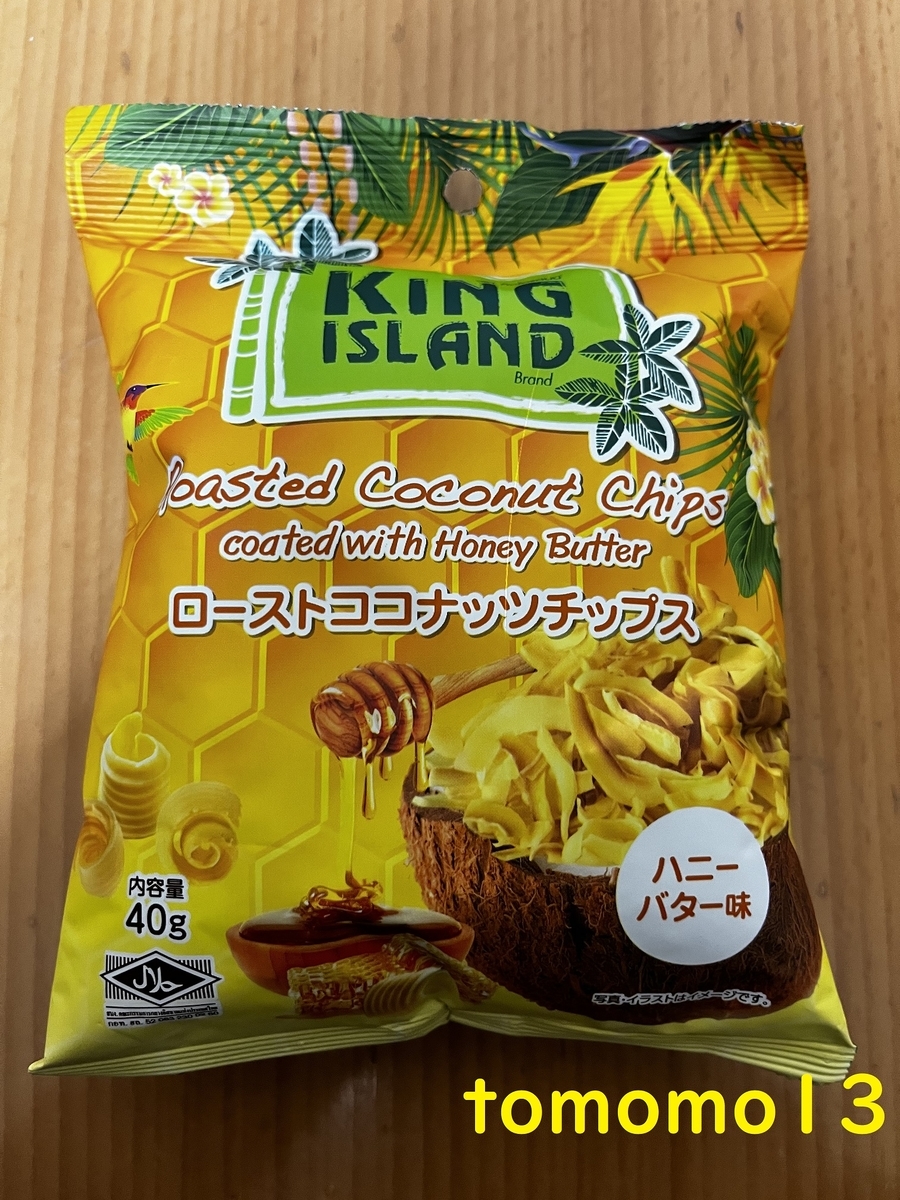 KING
ISLAND
Brand
Roasted Coconut Chips
coated with Honey Butter
ローストココナッツチップス
ハニー
バター味
内容量
40g
حلال
写真・イラストはイメージです。
tomomo13